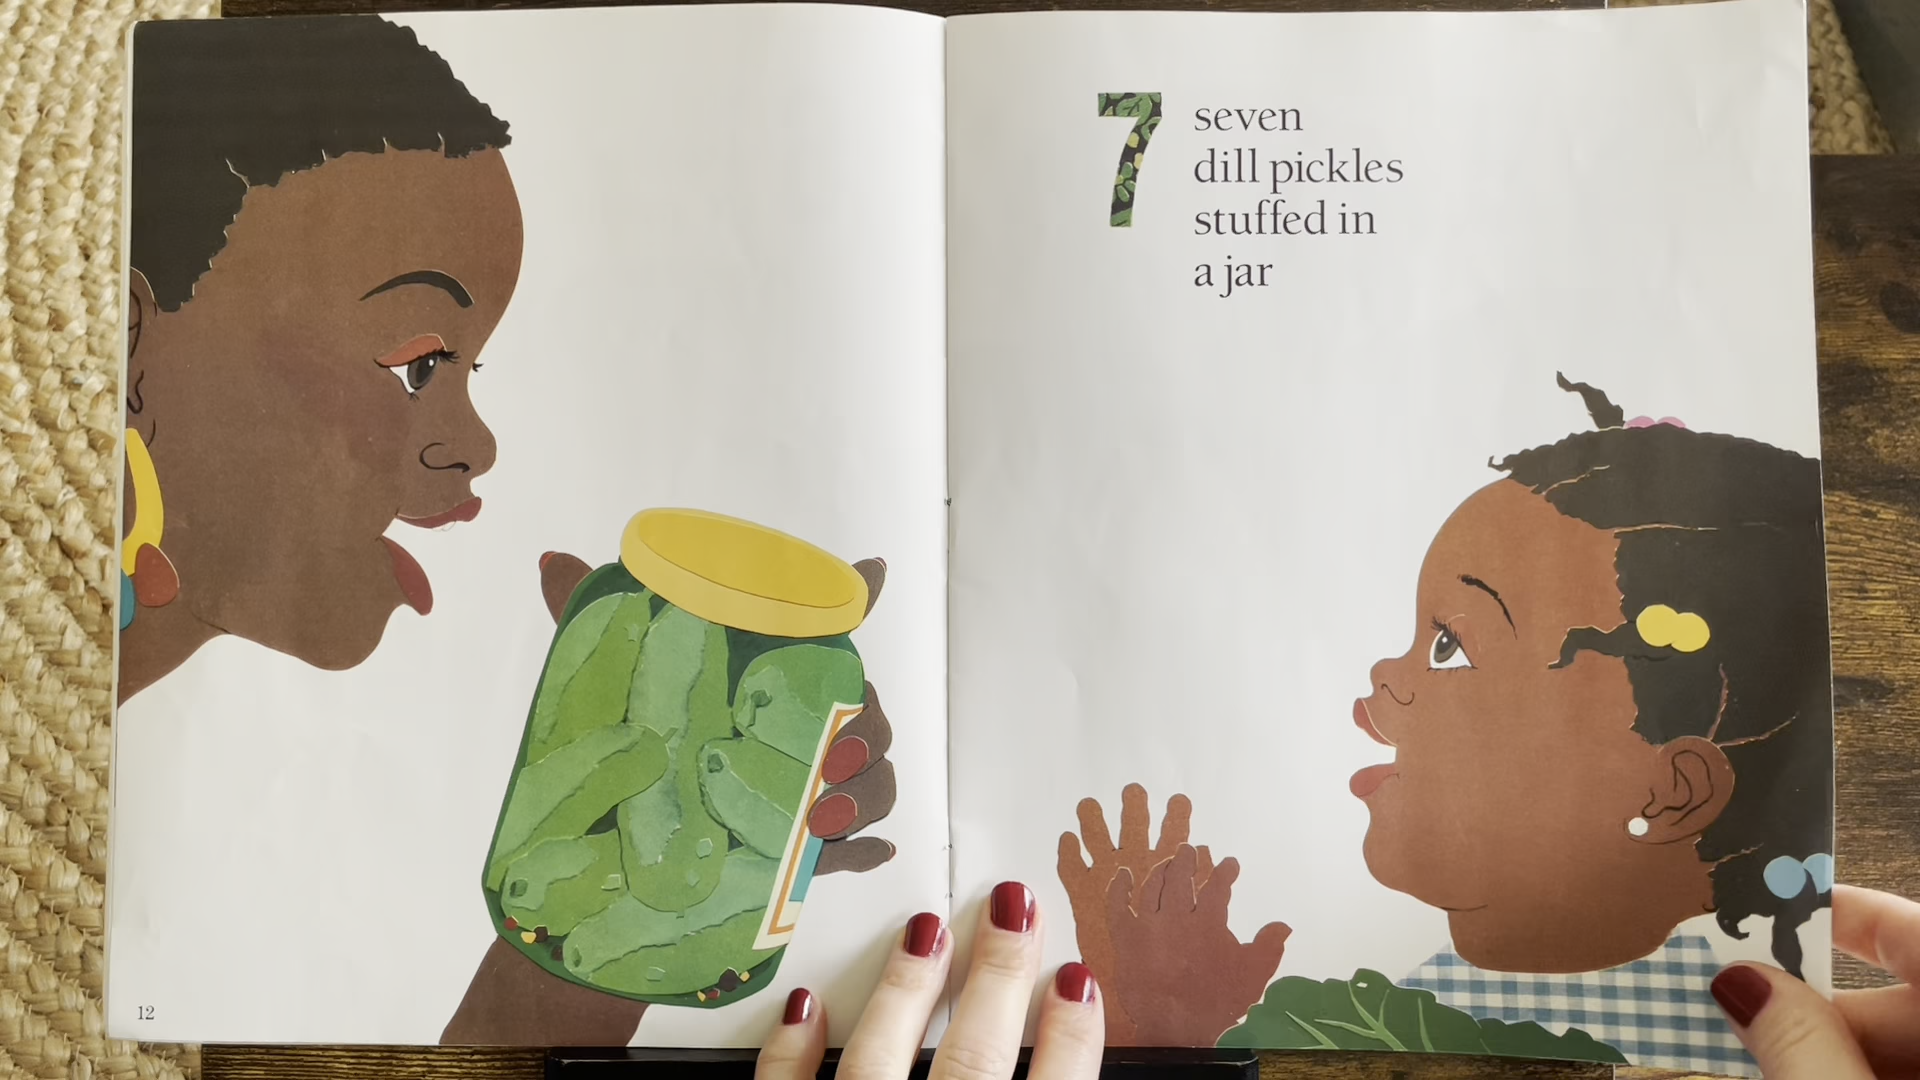 7
seven
dill pickles
stuffed in
a jar
12